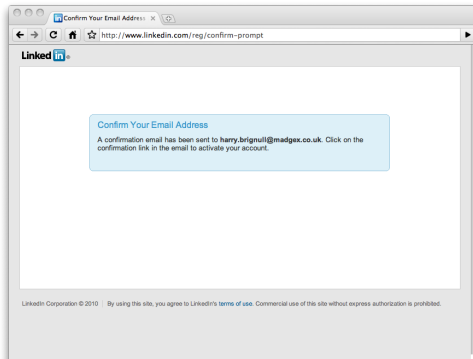 Confirm Your Email Address
http://www.linkedin.com/reg/confirm-prompt
Linked in
Confirm Your Email Address
A confirmation email has been sent to harry.brignull@madgex.co.uk. Click on the
confirmation link in the email to activate your account.
LinkedIn Corporation © 2010 | By using this site, you agree to LinkedIn's terms of use. Commercial use of this site without express authorization is prohibited.